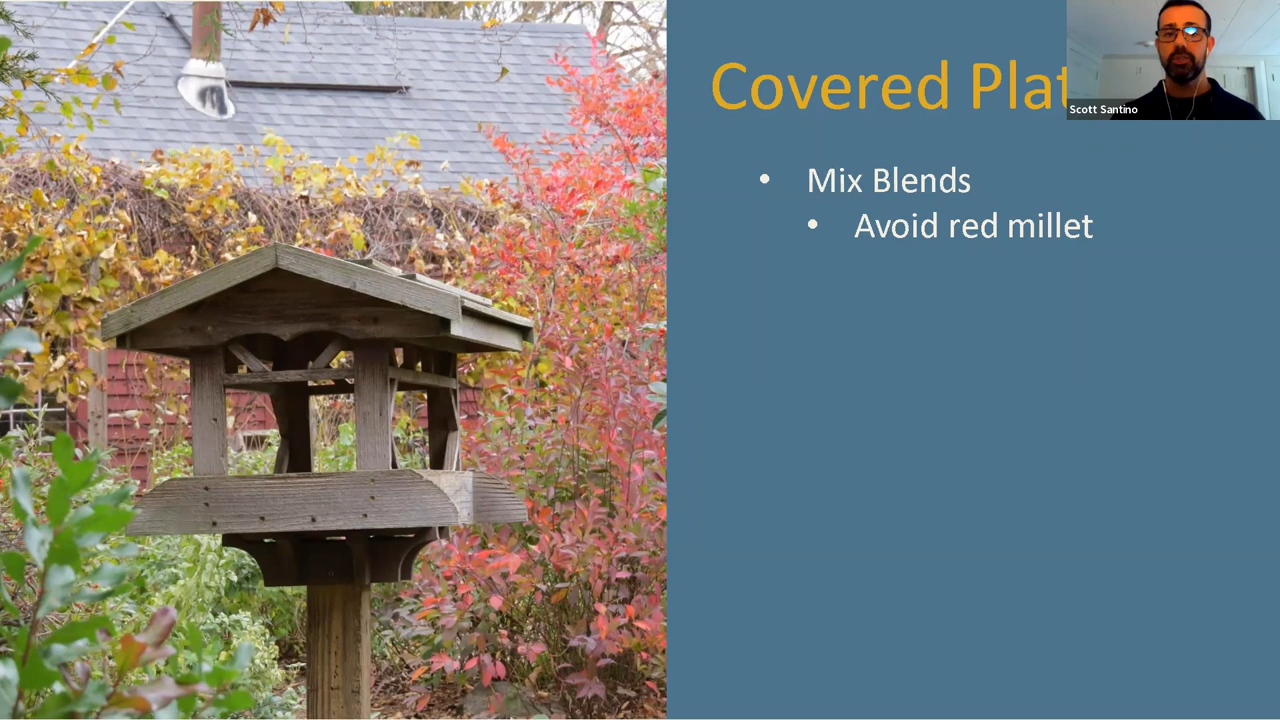 Covered Plat
Scott Santino
• Mix Blends
• Avoid red millet